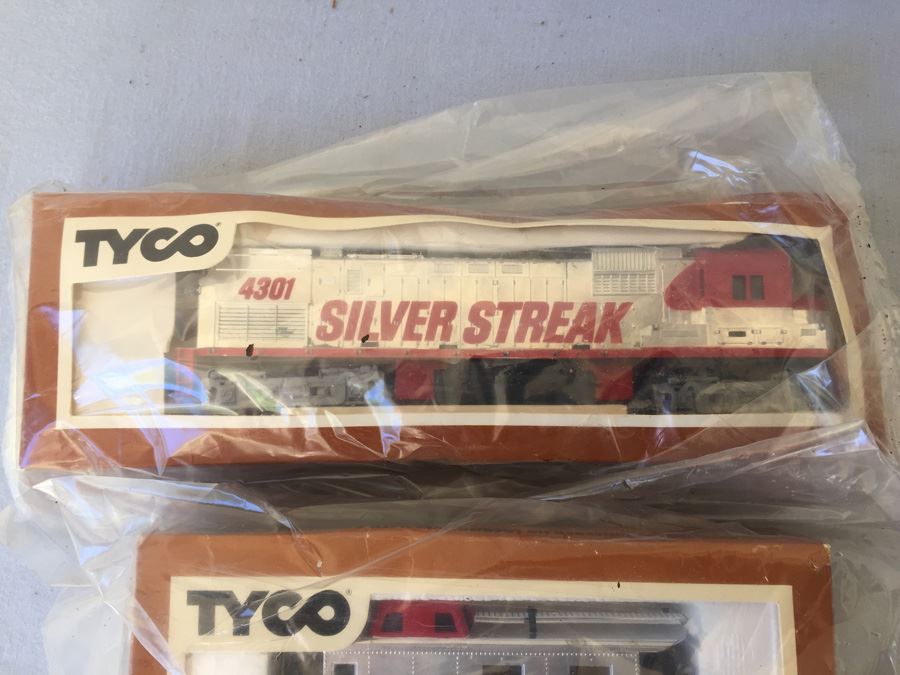 TYCO
4301
SILVER STREAK
TYCO